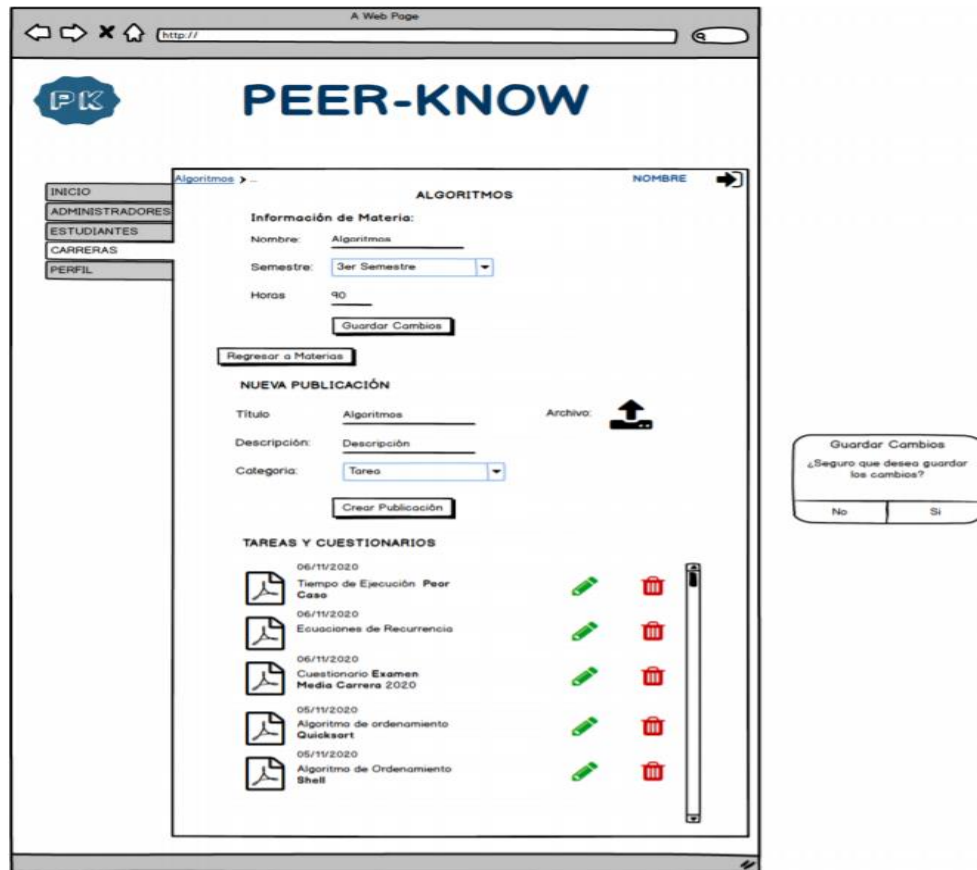 A Web Page
http://
PK
PEER-KNOW
Algoritmos > ...
NOMBRE
INICIO
ADMINISTRADORES
ESTUDIANTES
CARRERAS
PERFIL
ALGORITMOS
Información de Materia:
Nombre: Algoritmos
Semestre: 3er Semestre
Horas 90
Guardar Cambios
Regresar a Materias
NUEVA PUBLICACIÓN
Título Algoritmos Archivo:
Descripción: Descripción
Categoría: Tarea
Crear Publicación
TAREAS Y CUESTIONARIOS
06/11/2020
Tiempo de Ejecución Peor
Caso
06/11/2020
Ecuaciones de Recurrencia
06/11/2020
Cuestionario Examen
Media Carrera 2020
05/11/2020
Algoritmo de ordenamiento
Quicksort
05/11/2020
Algoritmo de Ordenamiento
Shell
Guardar Cambios
¿Seguro que desea guardar
los cambios?
No Si